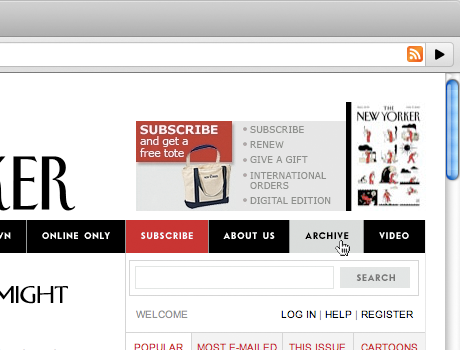 SUBSCRIBE
and get a
free tote
SUBSCRIBE
RENEW
GIVE A GIFT
INTERNATIONAL
ORDERS
DIGITAL EDITION
THE
NEW YORKER
KER
WN ONLINE ONLY SUBSCRIBE ABOUT US ARCHIVE VIDEO
MIGHT
SEARCH
WELCOME LOG IN | HELP | REGISTER
POPULAR MOST E-MAILED THIS ISSUE CARTOONS